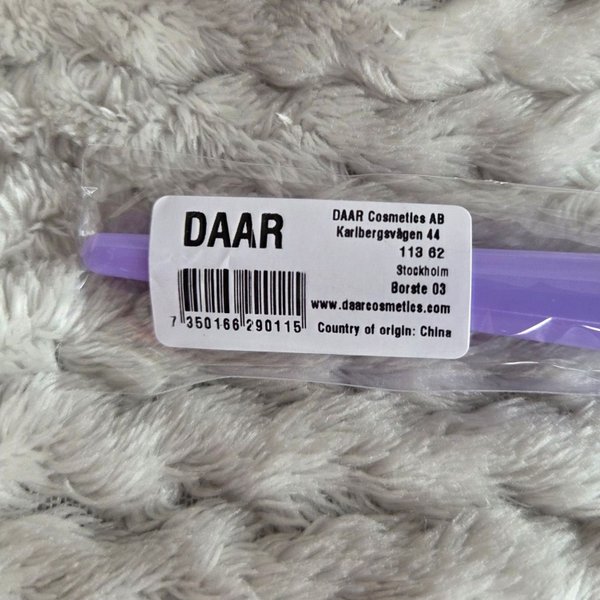 DAAR
DAAR Cosmetics AB
Karlbergsvägen 44
113 62
Stockholm
Borste 03
www.daarcosmetics.com
Country of origin: China
7 350166 290115